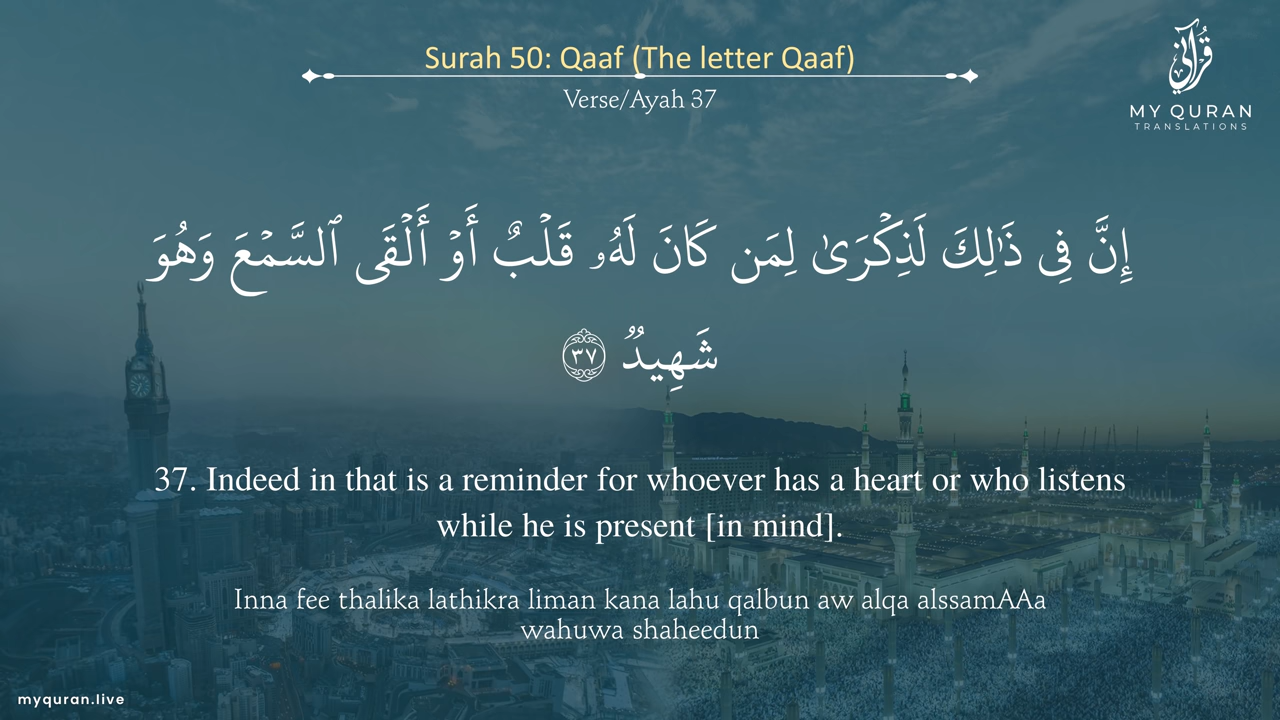 Surah 50: Qaaf (The letter Qaaf)
Verse/Ayah 37
قرآني
MY QURAN
TRANSLATIONS
إِنَّ فِى ذَٰلِكَ لَذِكْرَىٰ لِمَن كَانَ لَهُۥ قَلْبٌ أَوْ أَلْقَى ٱلسَّمْعَ وَهُوَ
شَهِيدٌ ٣٧
37. Indeed in that is a reminder for whoever has a heart or who listens
while he is present [in mind].
Inna fee thalika lathikra liman kana lahu qalbun aw alqa alssamAAa
wahuwa shaheedun
myquran.live